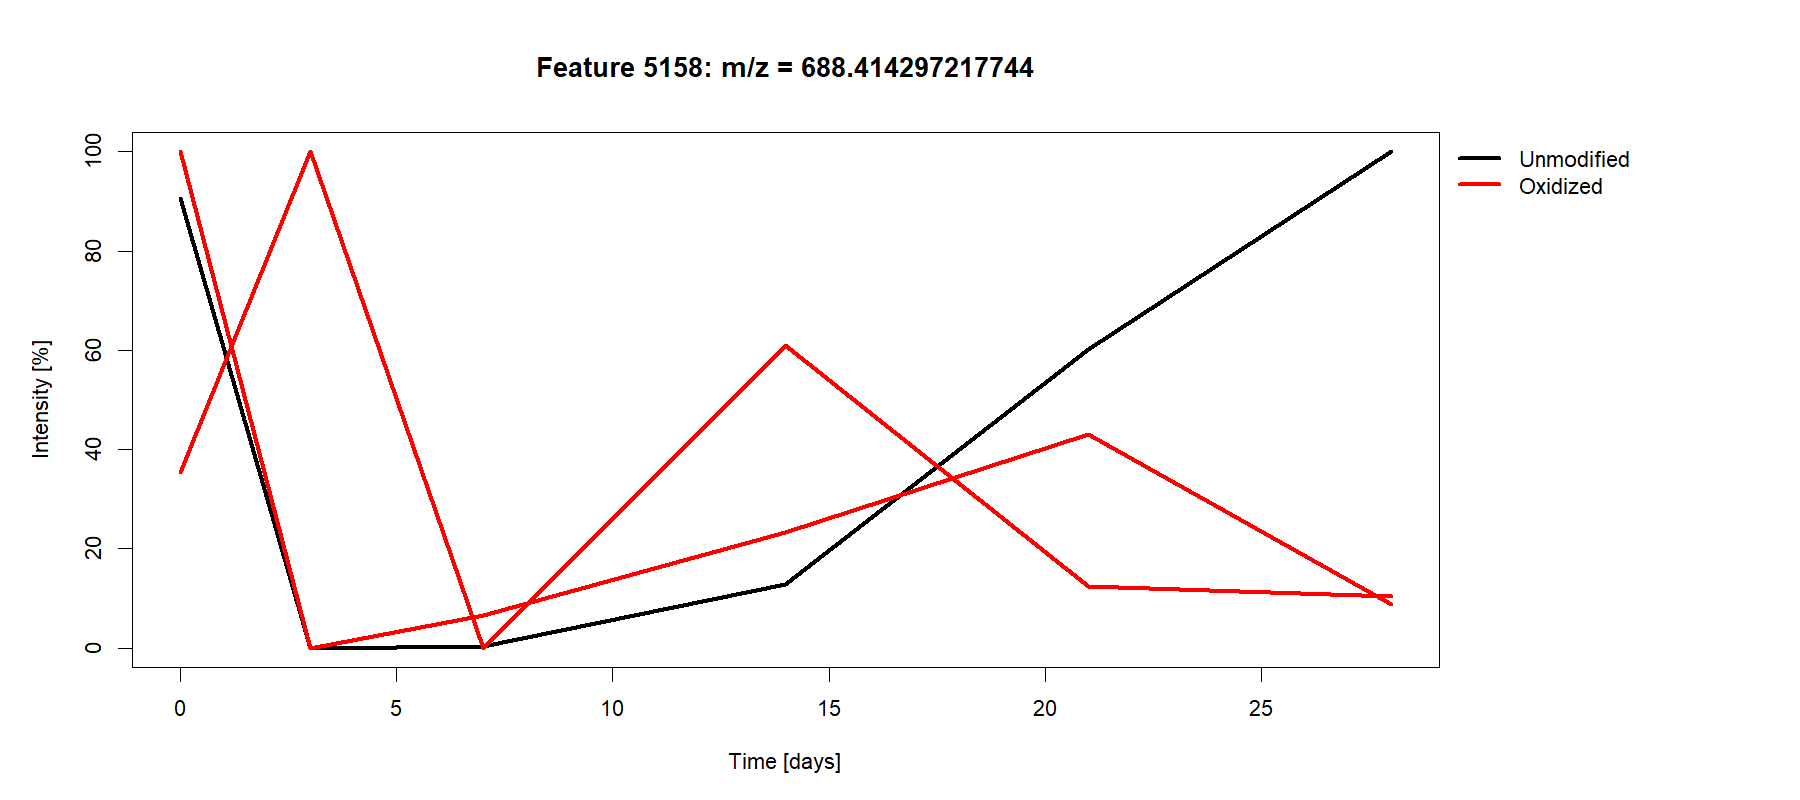 Feature 5158: m/z = 688.414297217744
Unmodified
Oxidized
Intensity [%]
100
80
60
40
20
0
0 5 10 15 20 25
Time [days]